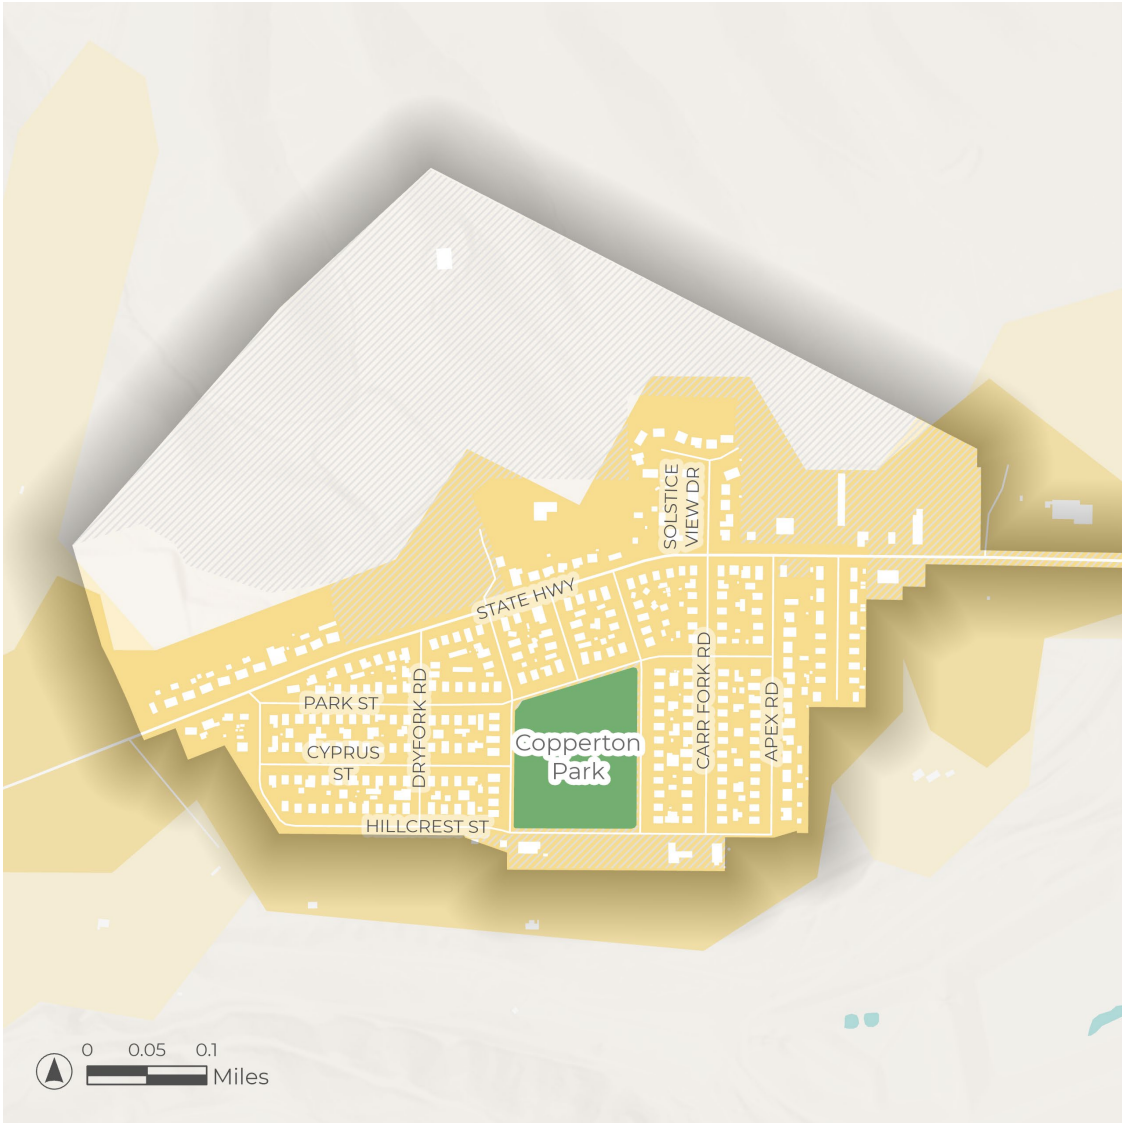 SOLSTICE
VIEW DR
STATE HWY
PARK ST
DRYFORK RD
CARR FORK RD
APEX RD
CYPRUS
ST
Copperton
Park
HILLCREST ST
0 0.05 0.1
Miles